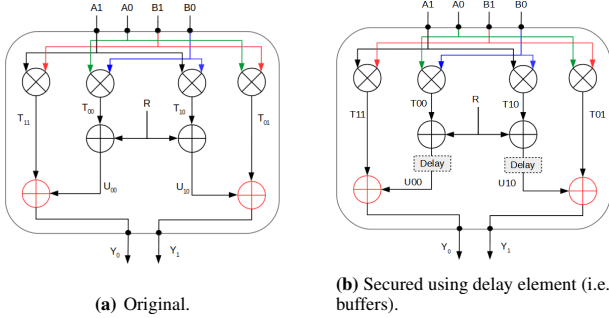 A1 A0 B1 B0
T11 T00 T10 T01
R
U00 U10
Y0 Y1
(a) Original.
A1 A0 B1 B0
T11 T00 T10 T01
R
Delay Delay
U00 U10
Y0 Y1
(b) Secured using delay element (i.e.
buffers).